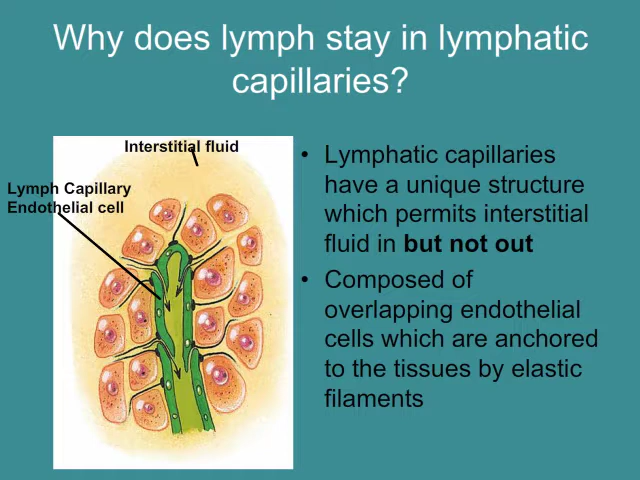 Why does lymph stay in lymphatic
capillaries?
Interstitial fluid
Lymph Capillary
Endothelial cell
• Lymphatic capillaries
have a unique structure
which permits interstitial
fluid in but not out
• Composed of
overlapping endothelial
cells which are anchored
to the tissues by elastic
filaments